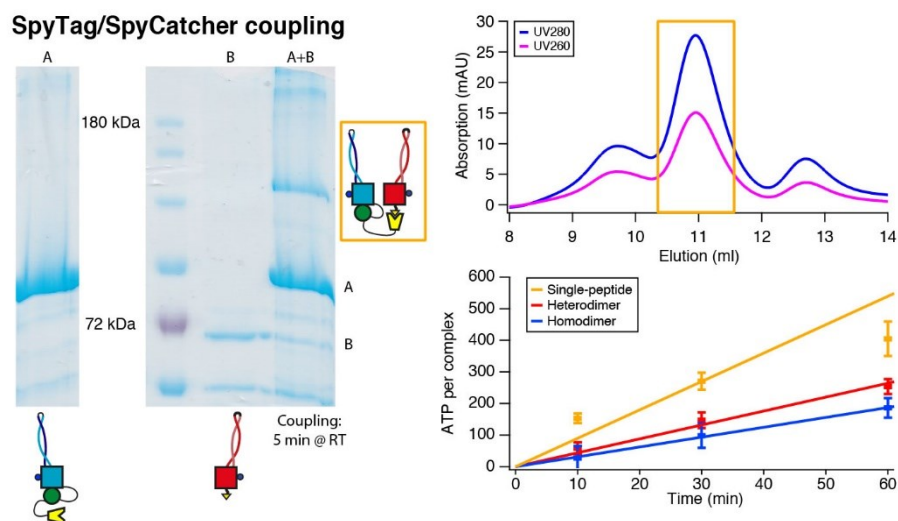 SpyTag/SpyCatcher coupling
A
B
A+B
180 kDa
72 kDa
A
B
Coupling:
5 min @ RT
UV280
UV260
Absorption (mAU)
30
25
20
15
10
5
0
8
9
10
11
12
13
14
Elution (ml)
Single-peptide
Heterodimer
Homodimer
ATP per complex
600
500
400
300
200
100
0
0
10
20
30
40
50
60
Time (min)